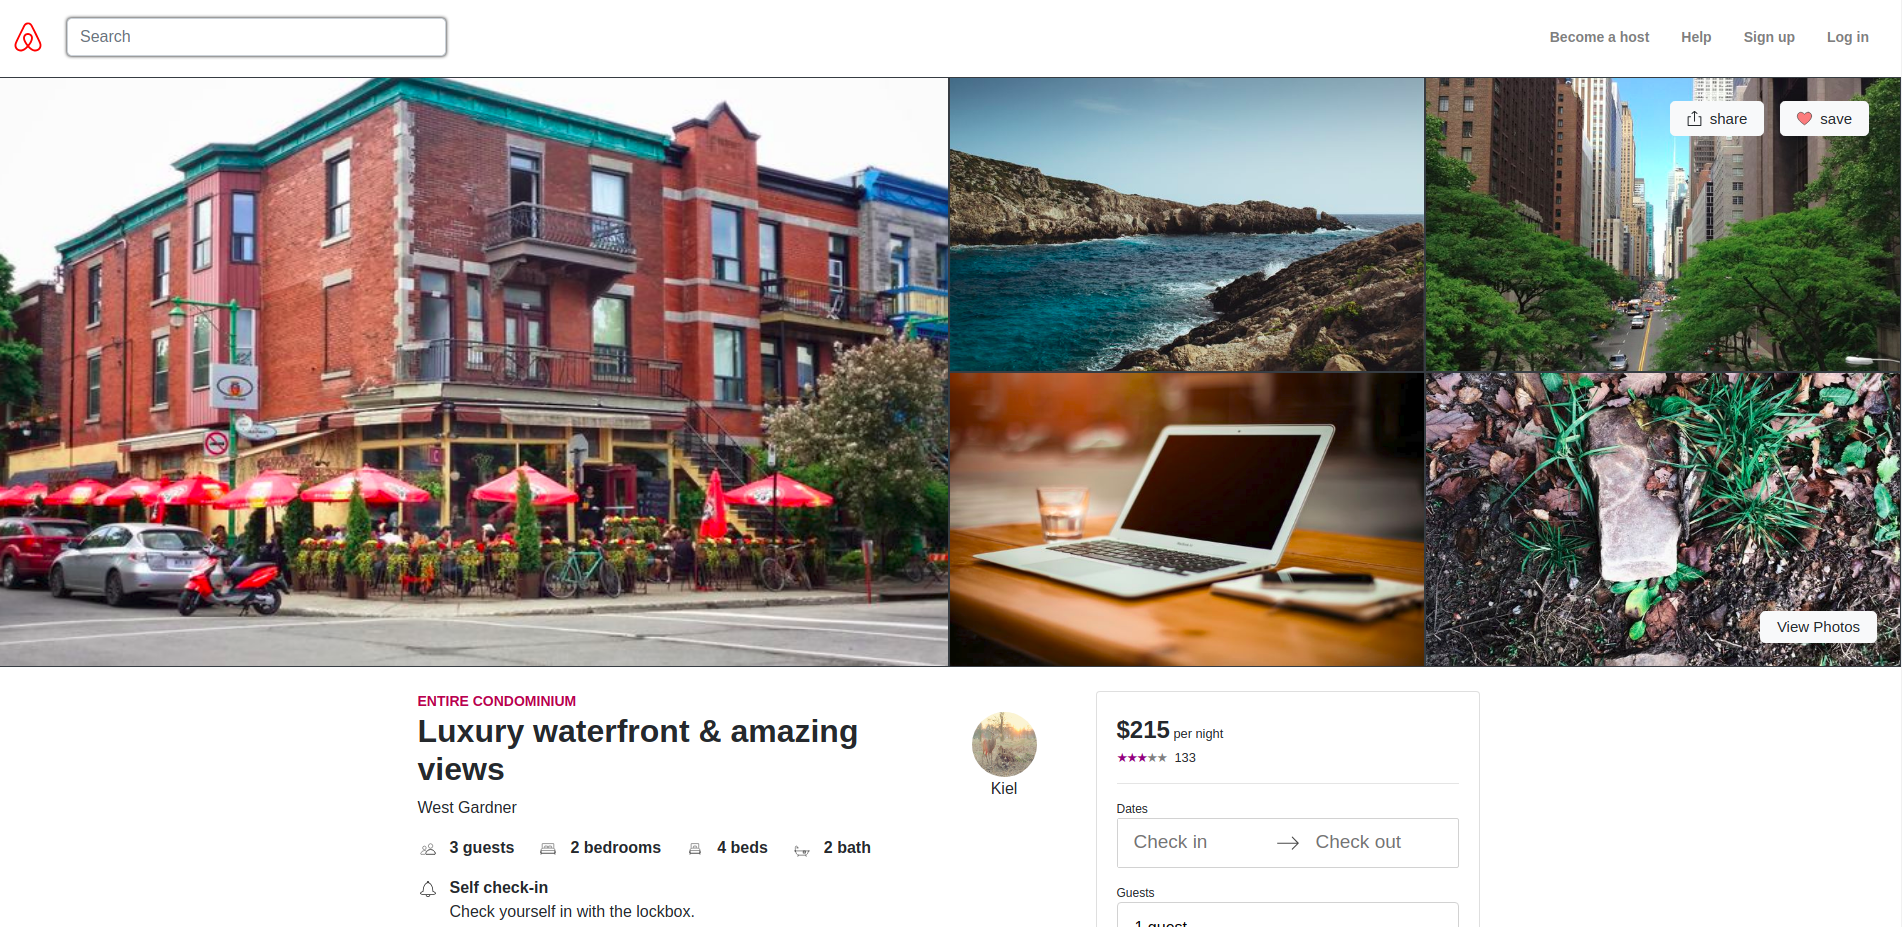 Search
Become a host
Help
Sign up
Log in
share
save
View Photos
ENTIRE CONDOMINIUM
Luxury waterfront & amazing
views
West Gardner
3 guests
2 bedrooms
4 beds
2 bath
Self check-in
Check yourself in with the lockbox.
Kiel
$215 per night
★★★★★ 133
Dates
Check in
Check out
Guests
1 guest